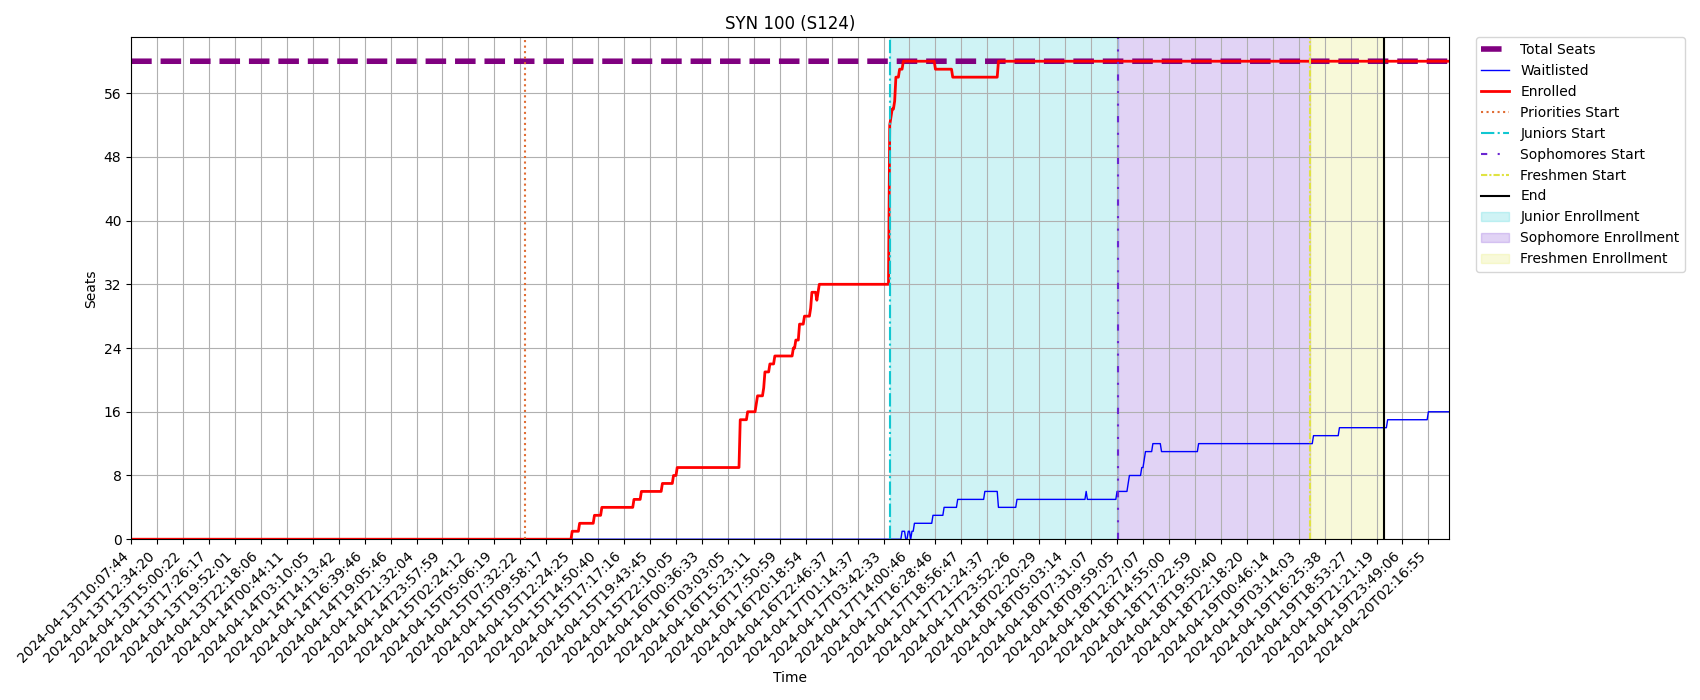 SYN 100 (S124)
Total Seats
Waitlisted
Enrolled
Priorities Start
Juniors Start
Sophomores Start
Freshmen Start
End
Junior Enrollment
Sophomore Enrollment
Freshmen Enrollment
Seats
56
48
40
32
24
16
8
0
2024-04-13T10:07:44
2024-04-13T12:34:20
2024-04-13T15:00:22
2024-04-13T17:26:17
2024-04-13T19:52:01
2024-04-13T22:18:06
2024-04-14T00:44:11
2024-04-14T03:10:05
2024-04-14T14:13:42
2024-04-14T16:39:46
2024-04-14T19:05:46
2024-04-14T21:32:04
2024-04-14T23:57:59
2024-04-15T02:24:12
2024-04-15T05:06:19
2024-04-15T07:32:22
2024-04-15T09:58:17
2024-04-15T12:24:25
2024-04-15T14:50:40
2024-04-15T17:17:16
2024-04-15T19:43:45
2024-04-15T22:10:05
2024-04-16T00:36:33
2024-04-16T03:03:05
2024-04-16T15:23:11
2024-04-16T17:50:59
2024-04-16T20:18:54
2024-04-16T22:46:37
2024-04-17T01:14:37
2024-04-17T03:42:33
2024-04-17T14:00:46
2024-04-17T16:28:46
2024-04-17T18:56:47
2024-04-17T21:24:37
2024-04-17T23:52:26
2024-04-18T02:20:29
2024-04-18T05:03:14
2024-04-18T07:31:07
2024-04-18T09:59:05
2024-04-18T12:27:07
2024-04-18T14:55:00
2024-04-18T17:22:59
2024-04-18T19:50:40
2024-04-18T22:18:20
2024-04-19T00:46:14
2024-04-19T03:14:03
2024-04-19T16:25:38
2024-04-19T18:53:27
2024-04-19T21:21:19
2024-04-19T23:49:06
2024-04-20T02:16:55
Time